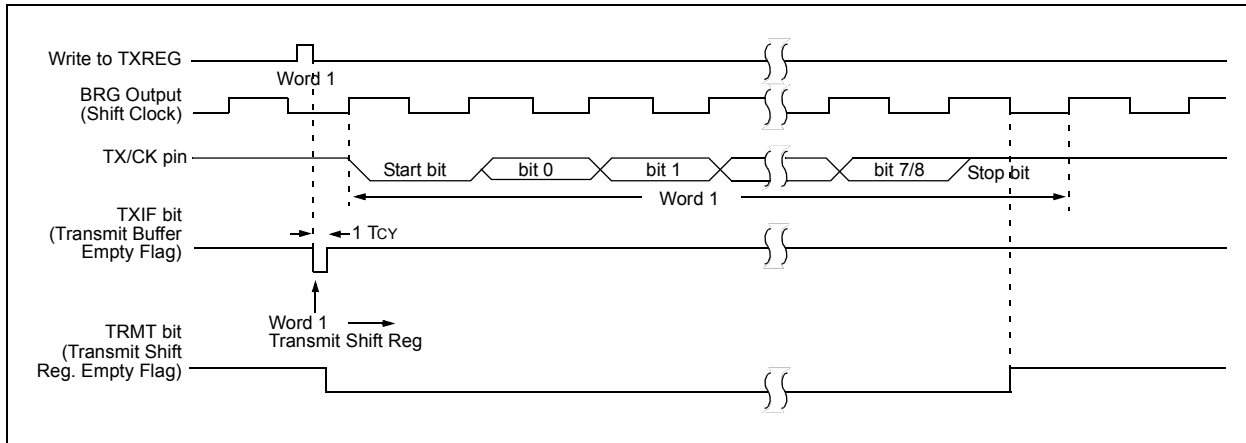 Write to TXREG
Word 1
BRG Output
(Shift Clock)
TX/CK pin
Start bit
bit 0
bit 1
bit 7/8
Stop bit
Word 1
TXIF bit
(Transmit Buffer
Empty Flag)
1 TCY
Word 1
Transmit Shift Reg
TRMT bit
(Transmit Shift
Reg. Empty Flag)